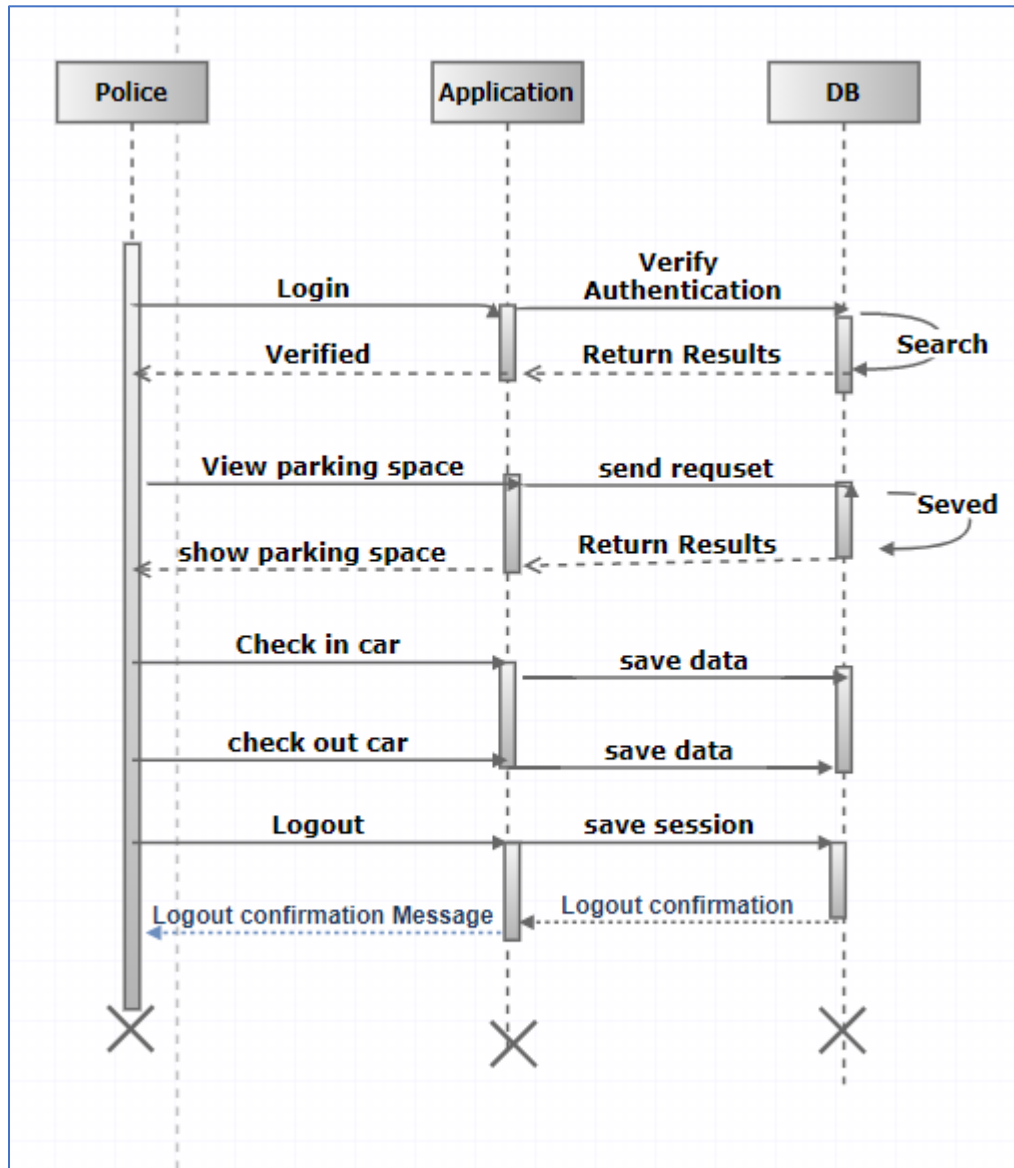 Police
Application
DB
Login
Verify
Authentication
Search
Verified
Return Results
View parking space
send requset
Seved
show parking space
Return Results
Check in car
save data
check out car
save data
Logout
save session
Logout confirmation Message
Logout confirmation